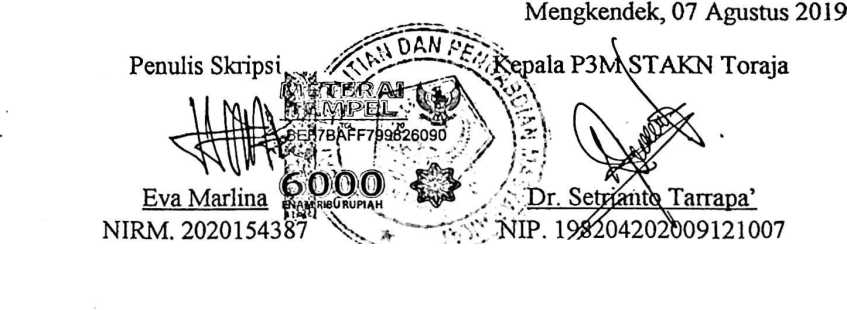 Mengkendek, 07 Agustus 2019
Penulis Skripsi
Kepala P3M STAKN Toraja
DAN
METERAI
TEMPEL
6000
ENAM RIBU RUPIAH
Eva Marlina
Dr. Setrianto Tarrapa’
NIRM. 2020154387
NIP. 198204202009121007